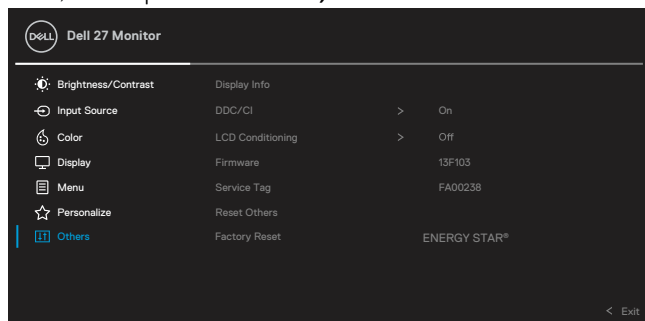 DELL Dell 27 Monitor
Brightness/Contrast Display Info
Input Source DDC/CI > On
Color LCD Conditioning > Off
Display Firmware 13F103
Menu Service Tag FA00238
Personalize Reset Others
Others Factory Reset ENERGY STAR®
< Exit